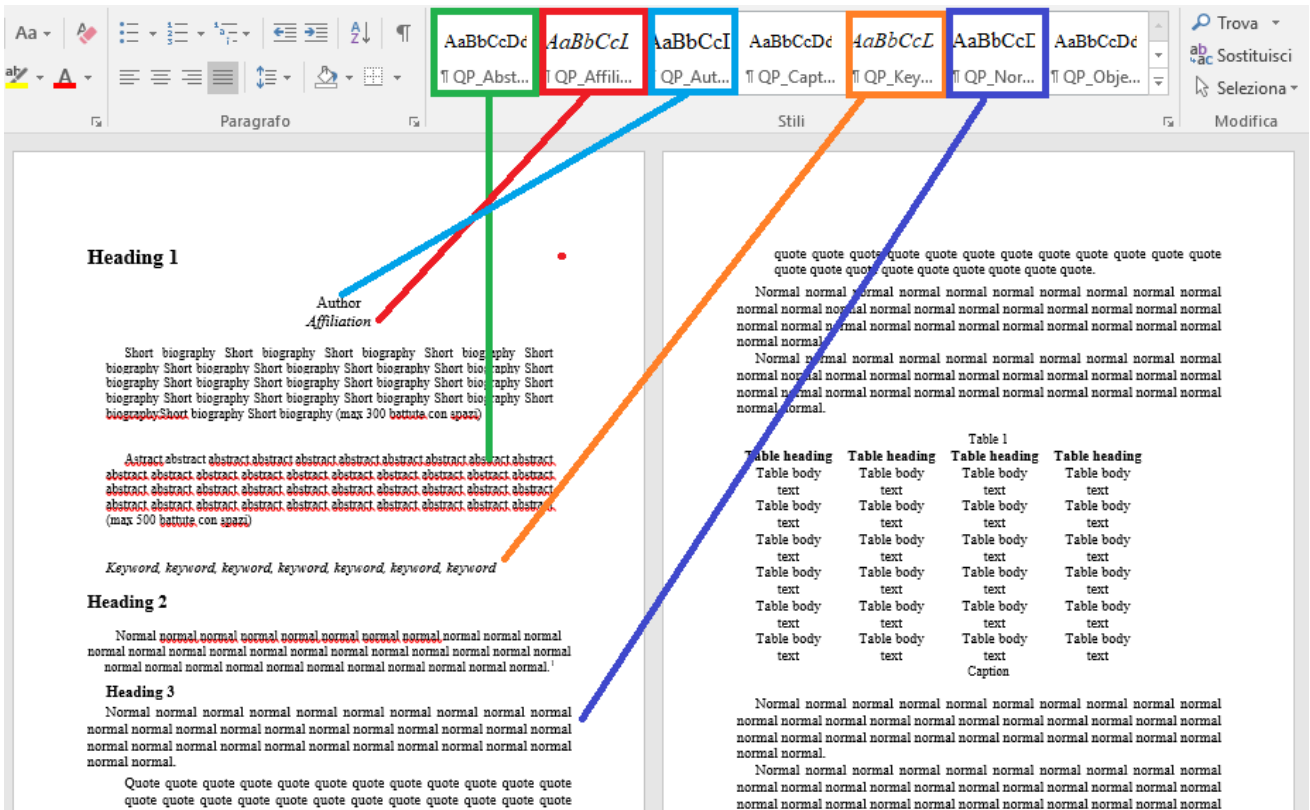 Aa
Trova
AaBbCcDd AaBbCcL AaBbCcI AaBbCcDd AaBbCcL AaBbCcD AaBbCcDd
Sostituisci
¶ QP_Abst... ¶ QP_Affili... QP_Aut... ¶ QP_Capt... ¶ QP_Key... ¶ QP_Nor... ¶ QP_Obje...
Seleziona
Paragrafo
Stili
Modifica
Heading 1
Author
Affiliation
Short biography Short biography Short biography Short biography Short
biography Short biography Short biography Short biography Short biography Short
biography Short biography Short biography Short biography Short biography Short
biography Short biography Short biography Short biography Short biography Short
biographyShort biography Short biography (max 300 battute con spazi)
Astract abstract abstract abstract abstract abstract abstract abstract abstract abstract
abstract abstract abstract abstract abstract abstract abstract abstract abstract abstract
abstract abstract abstract abstract abstract abstract abstract abstract abstract abstract
abstract abstract abstract abstract abstract abstract abstract abstract abstract abstract
(max 500 battute con spazi)
Keyword, keyword, keyword, keyword, keyword, keyword, keyword
Heading 2
Normal normal normal normal normal normal normal normal normal normal
normal normal normal normal normal normal normal normal normal normal normal
normal normal normal normal normal normal normal normal normal normal.1
Heading 3
Normal normal normal normal normal normal normal normal normal normal
normal normal normal normal normal normal normal normal normal normal normal
normal normal normal normal normal normal normal normal normal normal normal
normal normal.
Quote quote quote quote quote quote quote quote quote quote quote quote
quote quote quote quote quote quote quote quote quote quote quote quote
quote quote quote quote quote quote quote quote quote quote quote quote
quote quote quote quote quote quote quote quote quote.
Normal normal normal normal normal normal normal normal normal normal
normal normal normal normal normal normal normal normal normal normal normal
normal normal normal normal normal normal normal normal normal normal normal
normal normal.
Normal normal normal normal normal normal normal normal normal normal
normal normal normal normal normal normal normal normal normal normal normal
normal normal normal normal normal normal normal normal normal normal normal
normal normal.
Table 1
Table heading Table heading Table heading Table heading
Table body Table body Table body Table body
text text text text
Table body Table body Table body Table body
text text text text
Table body Table body Table body Table body
text text text text
Table body Table body Table body Table body
text text text text
Table body Table body Table body Table body
text text text text
Table body Table body Table body Table body
text text text text
Caption
Normal normal normal normal normal normal normal normal normal normal
normal normal normal normal normal normal normal normal normal normal normal
normal normal normal normal normal normal normal normal normal normal normal
normal normal.
Normal normal normal normal normal normal normal normal normal normal
normal normal normal normal normal normal normal normal normal normal normal
normal normal normal normal normal normal normal normal normal normal normal